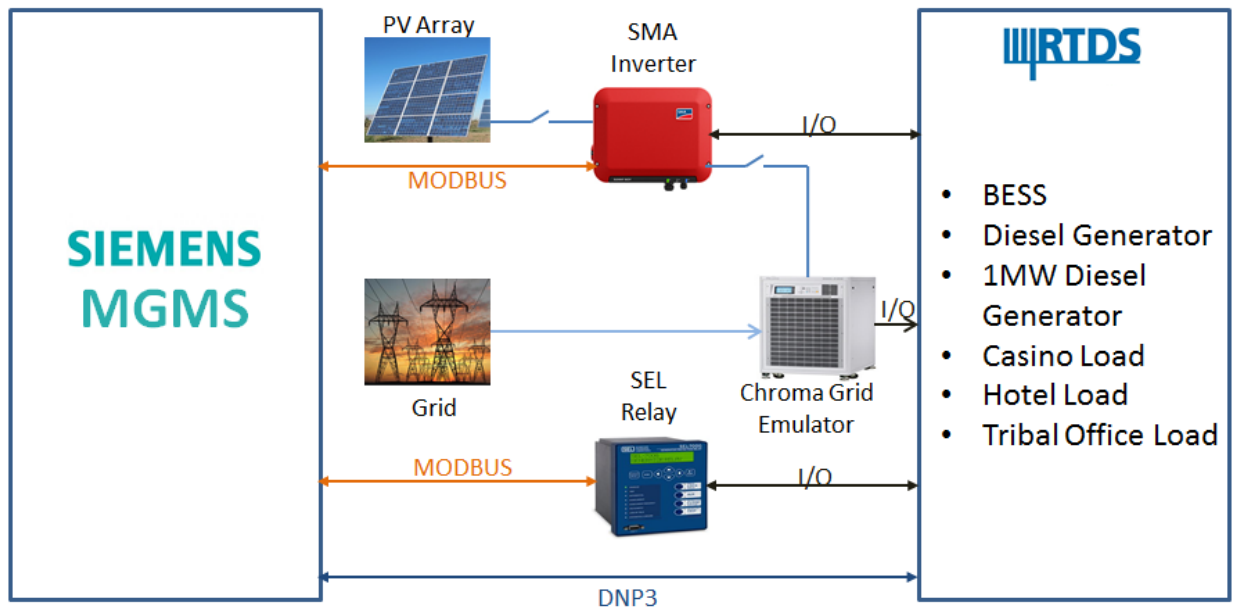 PV Array
SMA
Inverter
I/O
MODBUS
SIEMENS
MGMS
Grid
Chroma Grid
Emulator
I/O
SEL
Relay
MODBUS
I/O
DNP3
RTDS
• BESS
• Diesel Generator
• 1MW Diesel
Generator
• Casino Load
• Hotel Load
• Tribal Office Load